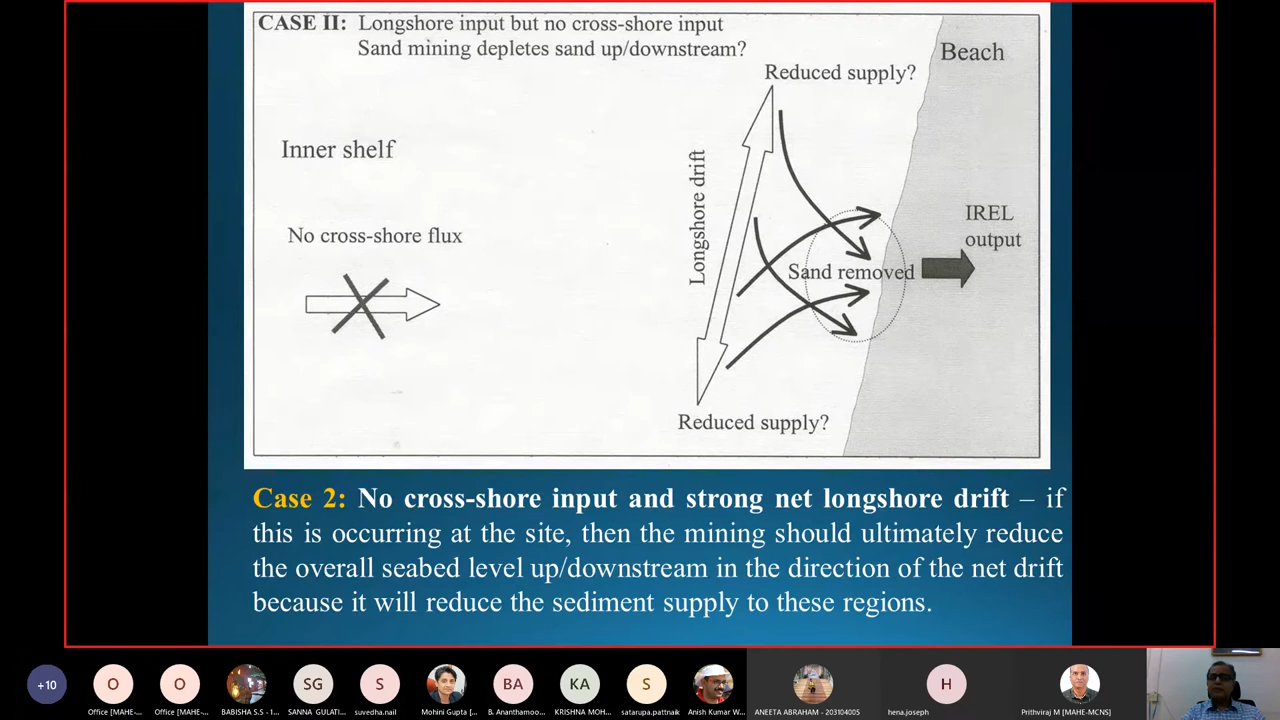 CASE II: Longshore input but no cross-shore input
Sand mining depletes sand up/downstream?
Beach
Reduced supply?
Inner shelf
Longshore drift
No cross-shore flux
IREL
output
Sand removed
Reduced supply?
Case 2: No cross-shore input and strong net longshore drift – if
this is occurring at the site, then the mining should ultimately reduce
the overall seabed level up/downstream in the direction of the net drift
because it will reduce the sediment supply to these regions.
+10
O
O
SG
S
BA
KA
S
H
Office [MAHE-...
Office [MAHE-...
BABISHA S.S - 1...
SANNA GULATI...
suvedha.nail
Mohini Gupta [...
B. Ananthamoo...
KRISHNA MOH...
satarupa.pattnaik
Anish Kumar W...
ANEETA ABRAHAM - 203104005
hena.joseph
Prithviraj M [MAHE-MCNS]